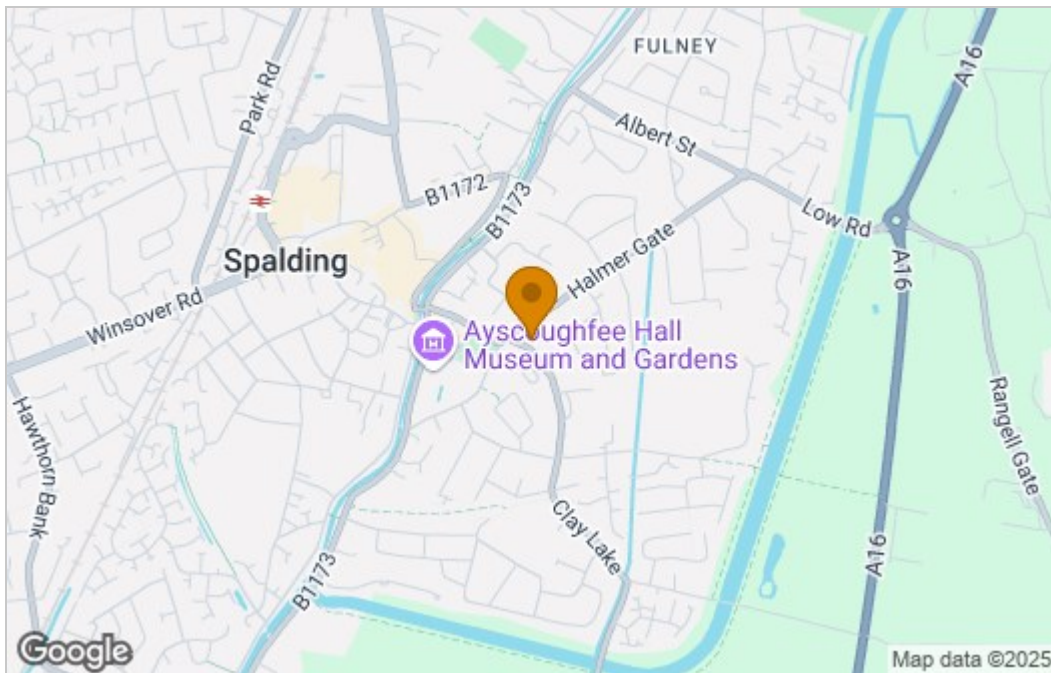 FULNEY
A16
Park Rd
Albert St
B1172
B1173
Low Rd
Halmer Gate
A16
Spalding
Winsover Rd
Ayscoughfee Hall
Museum and Gardens
Rangell Gate
Hawthorn Bank
Clay Lake
A16
B1173
Google
Map data ©2025